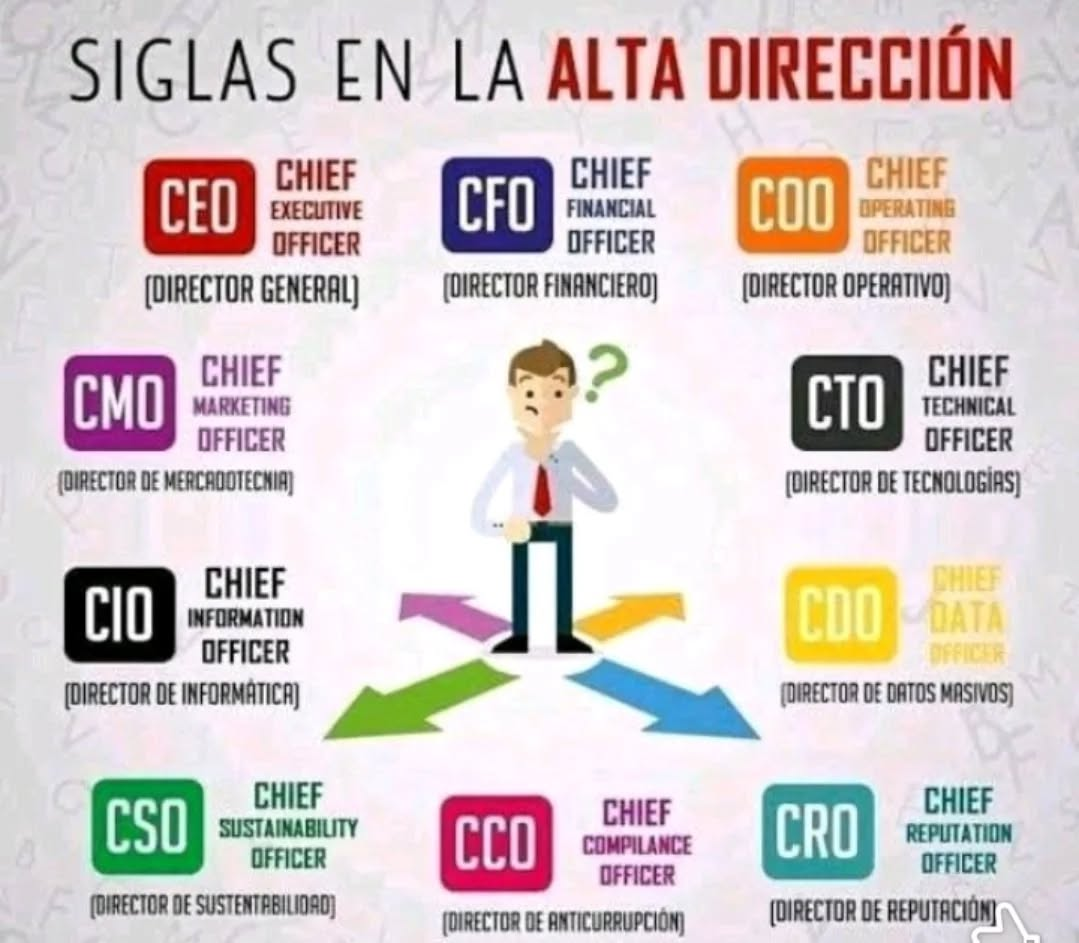 SIGLAS EN LA ALTA DIRECCIÓN
CEO
CHIEF
EXECUTIVE
OFFICER
(DIRECTOR GENERAL)
CFO
CHIEF
FINANCIAL
OFFICER
(DIRECTOR FINANCIERO)
COO
CHIEF
OPERATING
OFFICER
(DIRECTOR OPERATIVO)
CMO
CHIEF
MARKETING
OFFICER
(DIRECTOR DE MERCADOTECNIA)
?
CTO
CHIEF
TECHNICAL
OFFICER
(DIRECTOR DE TECNOLOGÍAS)
CIO
CHIEF
INFORMATION
OFFICER
(DIRECTOR DE INFORMÁTICA)
CDO
CHIEF
DATA
OFFICER
(DIRECTOR DE DATOS MASIVOS)
CSO
CHIEF
SUSTAINABILITY
OFFICER
(DIRECTOR DE SUSTENTABILIDAD)
CCO
CHIEF
COMPILANCE
OFFICER
(DIRECTOR DE ANTICURRUPCIÓN)
CRO
CHIEF
REPUTATION
OFFICER
(DIRECTOR DE REPUTACIÓN)